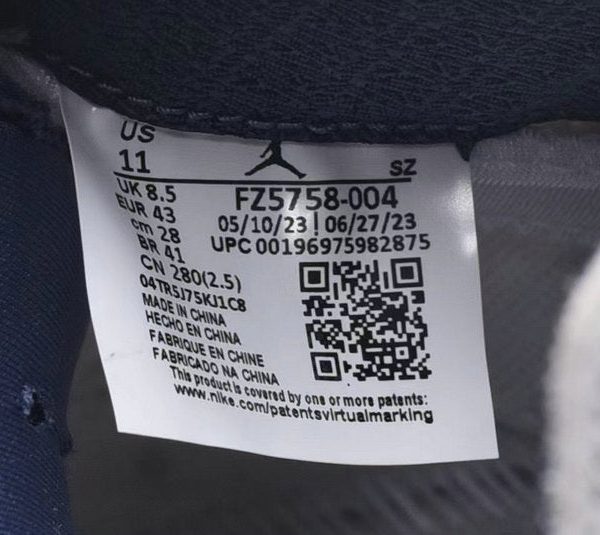 US
11
SZ
UK 8.5
EUR 43
cm 28
BR 41
CN 280(2.5)
04TR5J75KJ1C8
FZ5758-004
05/10/23 | 06/27/23
UPC 00196975982875
MADE IN CHINA
HECHO EN CHINA
FABRIQUE EN CHINE
FABRICADO NA CHINA
This product is covered by one or more patents:
www.nike.com/patentsvirtualmarking